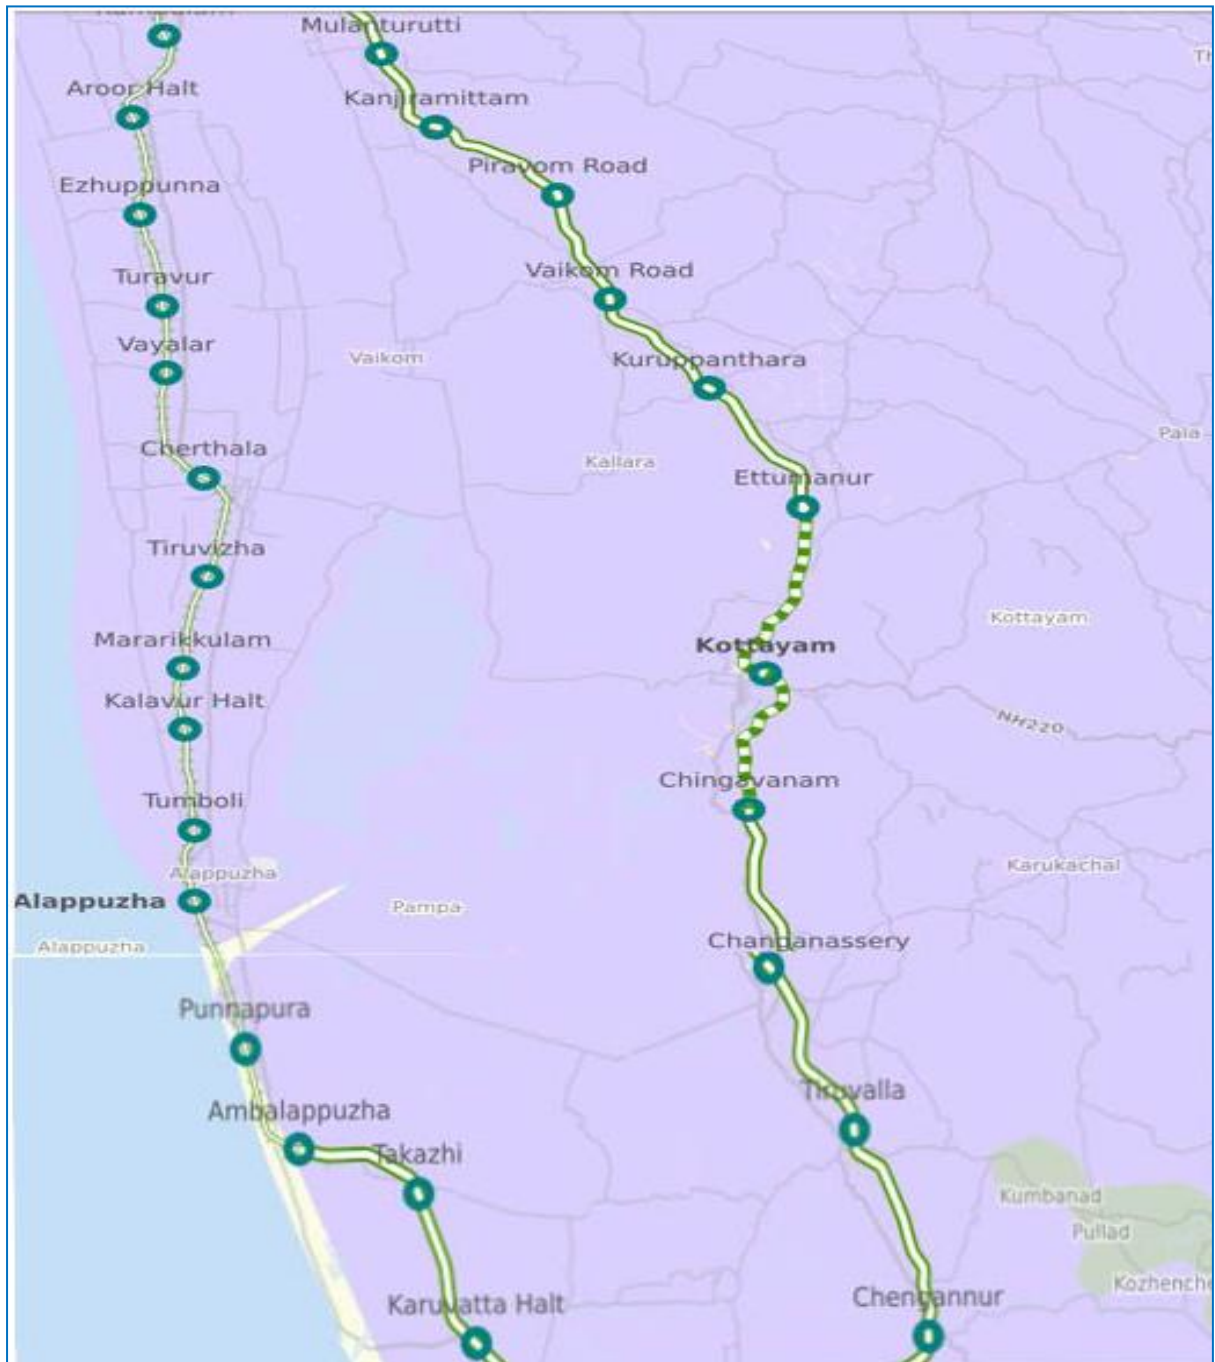 Mulanturutti
Aroor Halt
Kanjiramittam
Piravom Road
Ezhuppunna
Vaikom Road
Turavur
Vayalar
Vaikom
Kuruppanthara
Pala
Cherthala
Kallara
Ettumanur
Tiruvizha
Kottayam
Mararikkulam
Kottayam
Kalavur Halt
NH220
Chingavanam
Tumboli
Karukachal
Alappuzha
Alappuzha
Pampa
Alappuzha
Changanassery
Punnapura
Tiruvalla
Ambalappuzha
Takazhi
Kumbanad
Pullad
Kozhenche
Karuvatta Halt
Chengannur